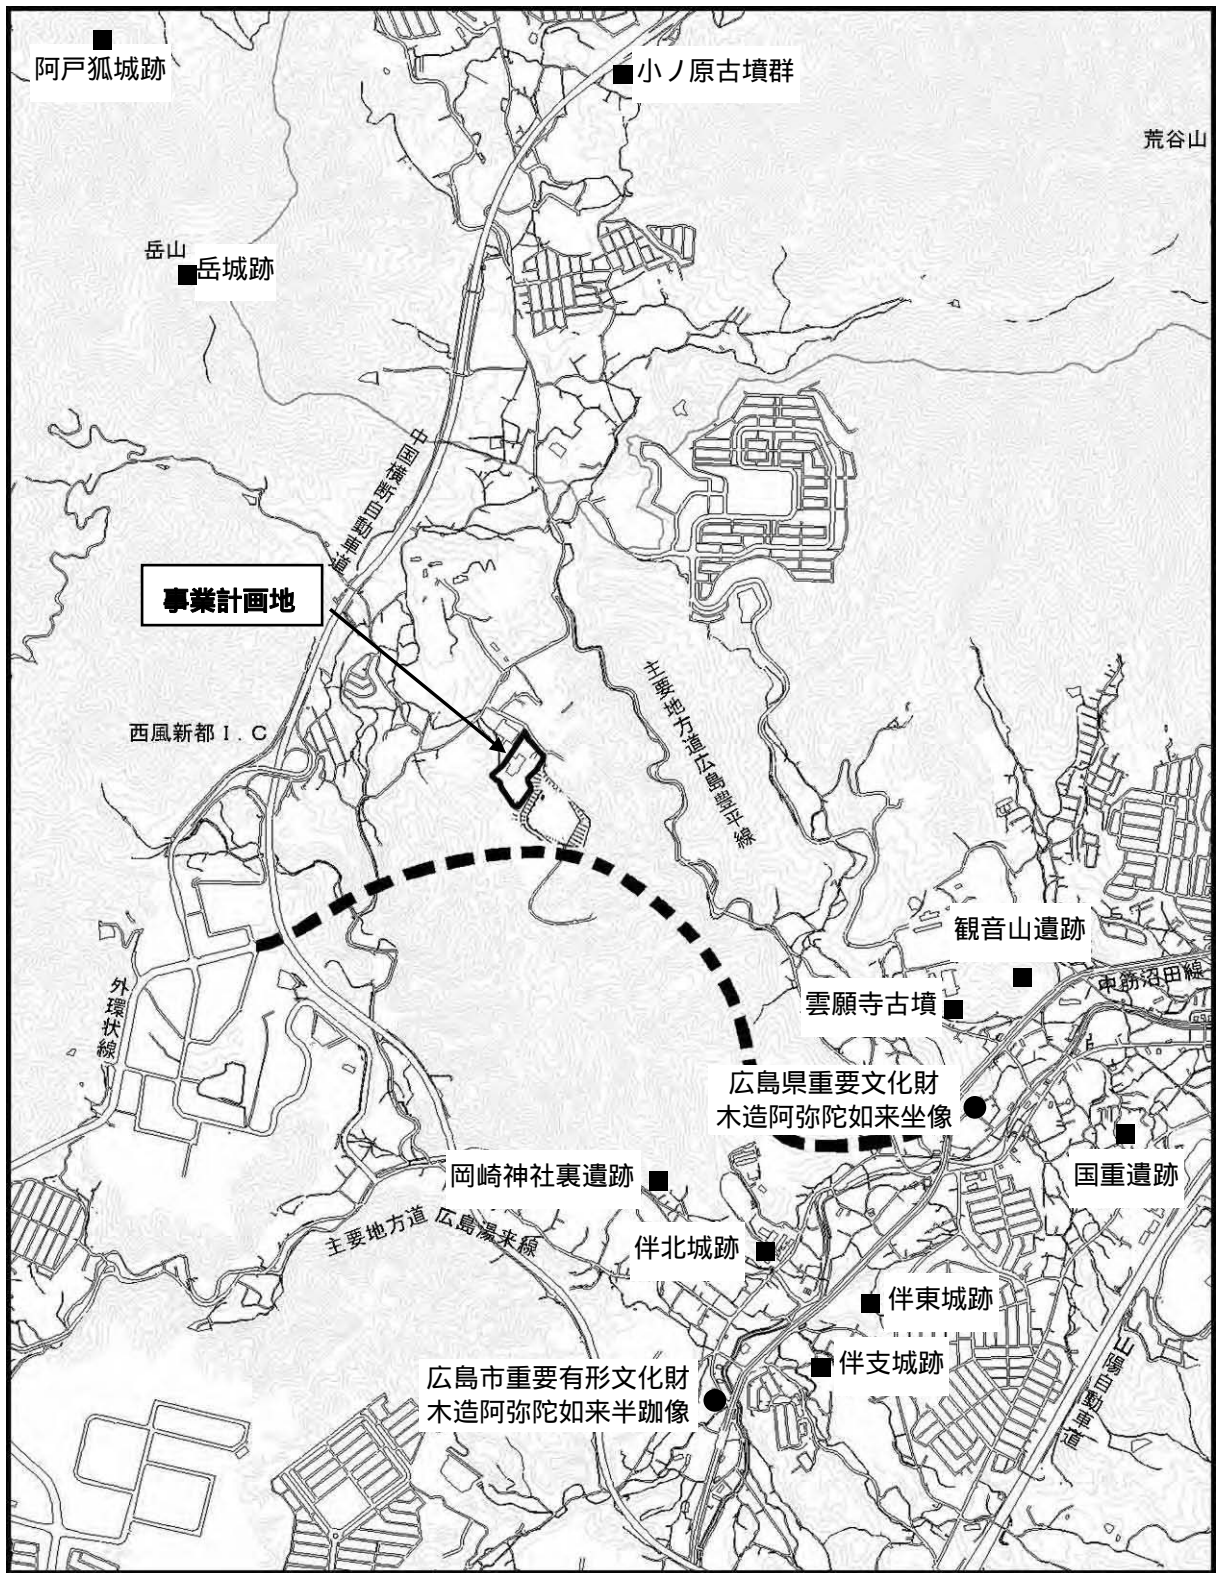 阿戸狐城跡
小ノ原古墳群
荒谷山
岳山
岳城跡
中国横断自動車道
事業計画地
主要地方道広島豊平線
西風新都I.C
観音山遺跡
中筋沼田線
雲願寺古墳
外環状線
広島県重要文化財
木造阿弥陀如来坐像
国重遺跡
岡崎神社裏遺跡
主要地方道 広島湯来線
伴北城跡
伴東城跡
伴支城跡
山陽自動車道
広島市重要有形文化財
木造阿弥陀如来半跏像